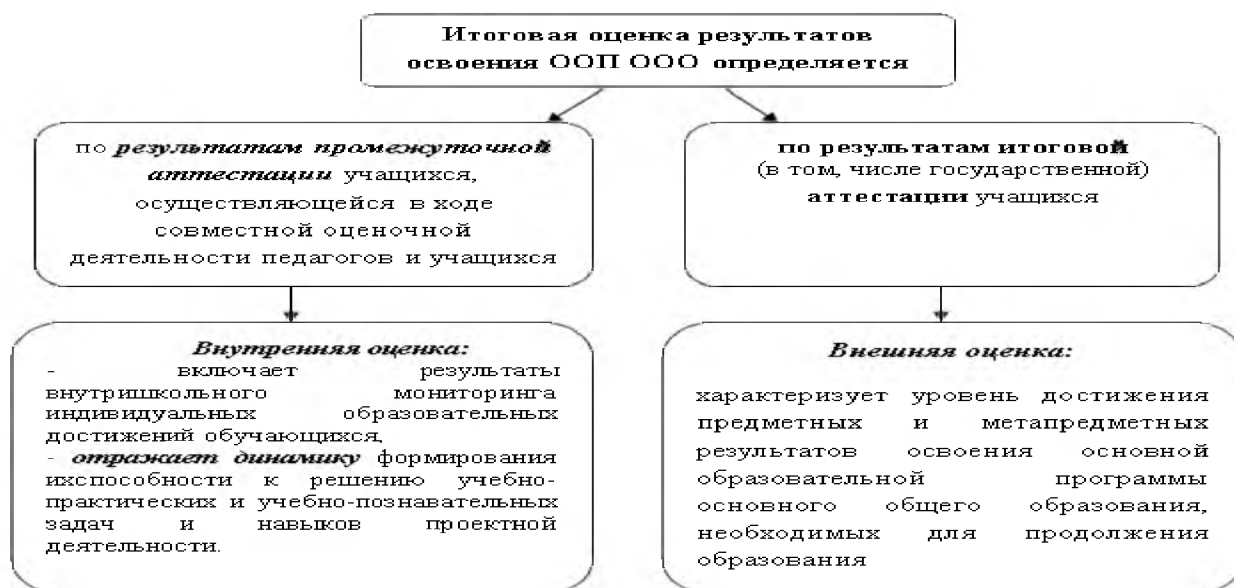 Итоговая оценка результатов
освоения ООП ООО определяется
по результатам промежуточной
аттестации учащихся,
осуществляющейся в ходе
совместной оценочной
деятельности педагогов и учащихся
по результатам итоговой
(в том, числе государственной)
аттестации учащихся
Внутренняя оценка:
- включает результаты
внутришкольного мониторинга
индивидуальных образовательных
достижений обучающихся,
- отражает динамику формирования
ихспособности к решению учебно-
практических и учебно-познавательных
задач и навыков проектной
деятельности.
Внешняя оценка:
характеризует уровень достижения
предметных и метапредметных
результатов освоения основной
образовательной программы
основного общего образования,
необходимых для продолжения
образования